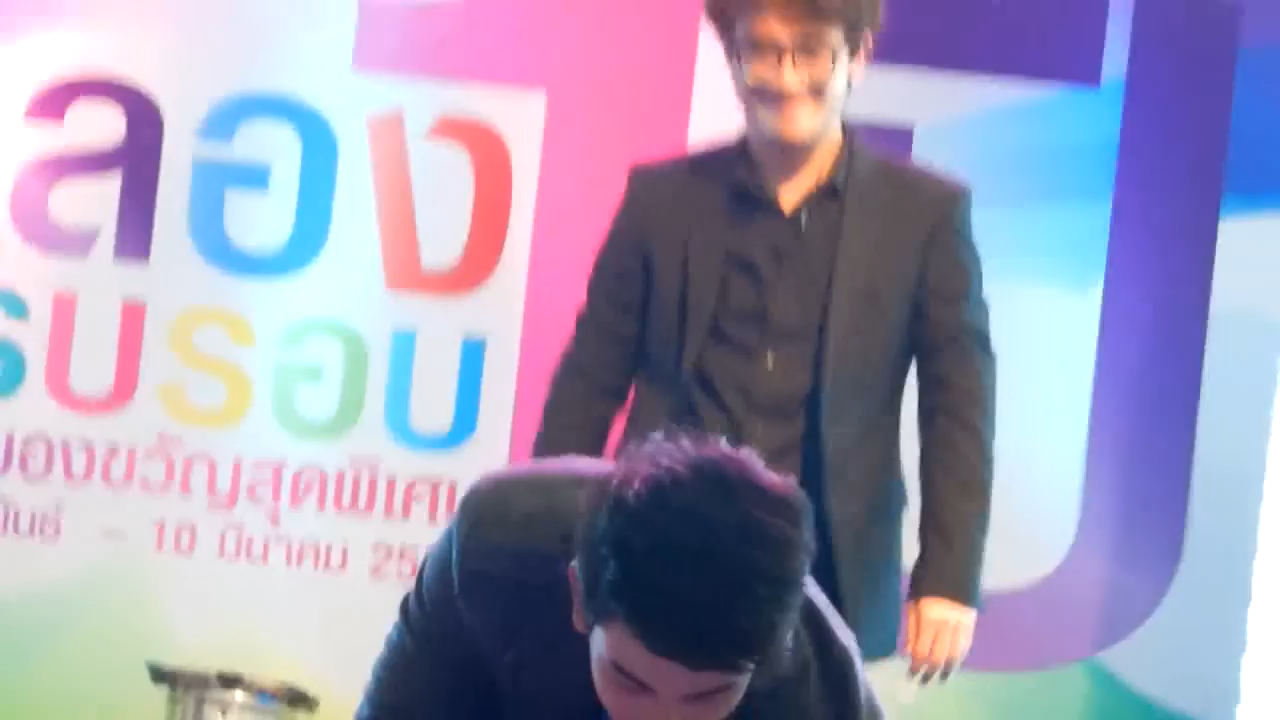 ลอง
รบรอบ
ของขวัญสุดพิเศ
– 10 มีนาคม 25